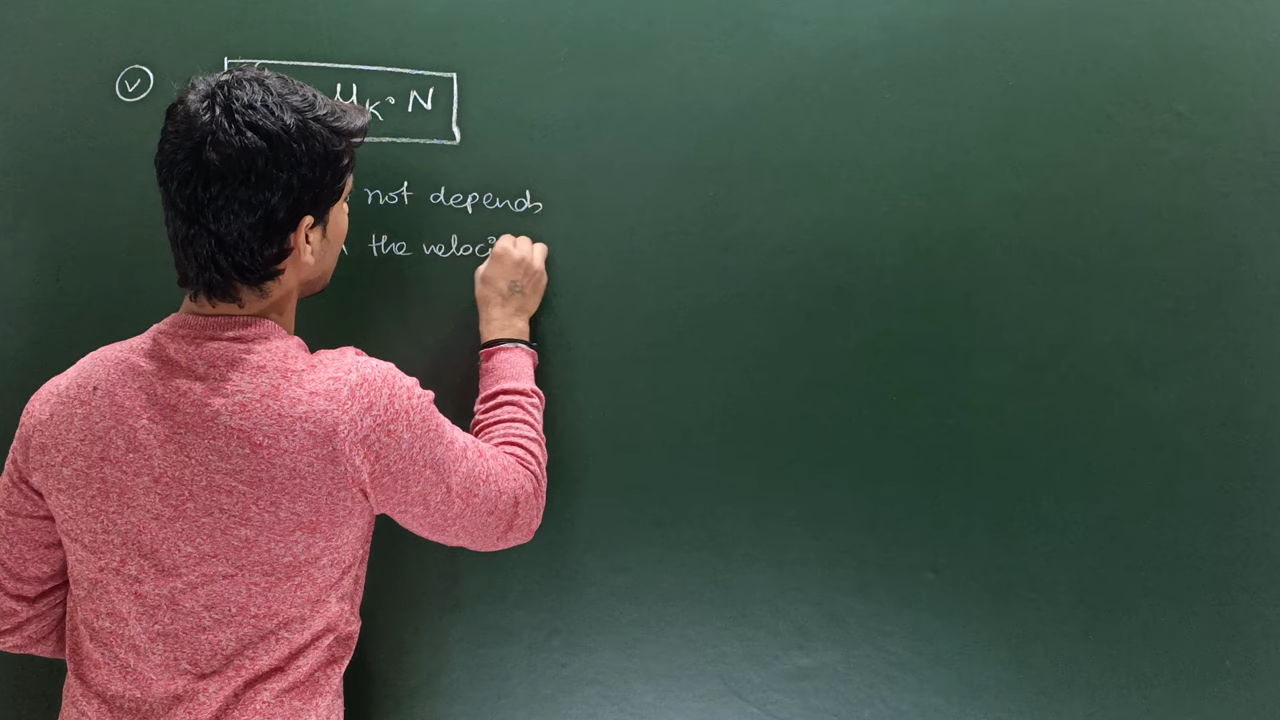 (v) μK. N
not depends
the veloci